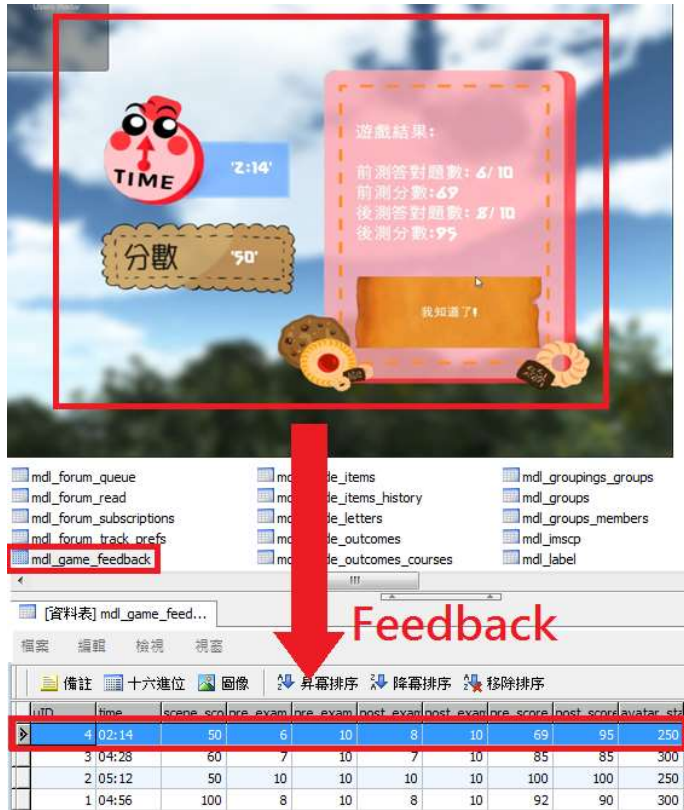 TIME
'2:14'
分數
'50'
遊戲結果:
前測答對題數: 6/10
前測分數:69
後測答對題數: 8/10
後測分數:95
我知道了!
mdl_forum_queue
mdl_forum_read
mdl_forum_subscriptions
mdl_forum_track_prefs
mdl_game_feedback
de_items
de_items_history
de_letters
de_outcomes
de_outcomes_courses
mdl_groupings_groups
mdl_groups
mdl_groups_members
mdl_imscp
mdl_label
[資料表] mdl_game_feed...
Feedback
檔案 編輯 檢視 視窗
備註 十六進位 圖像 昇冪排序 降冪排序 移除排序
uID time scene_sco pre_exam pre_exam post_exam post_exam pre_score post_score avatar_sta
4 02:14 50 6 10 8 10 69 95 250
3 04:28 60 7 10 7 10 85 85 300
2 05:12 50 10 10 10 10 100 100 250
1 04:56 100 8 10 8 10 92 90 300